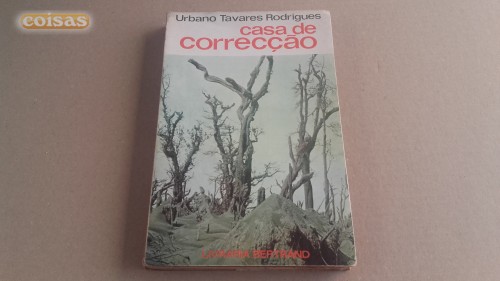 coisas
Urbano Tavares Rodrigues
casa de
correcção
LIVRARIA BERTRAND